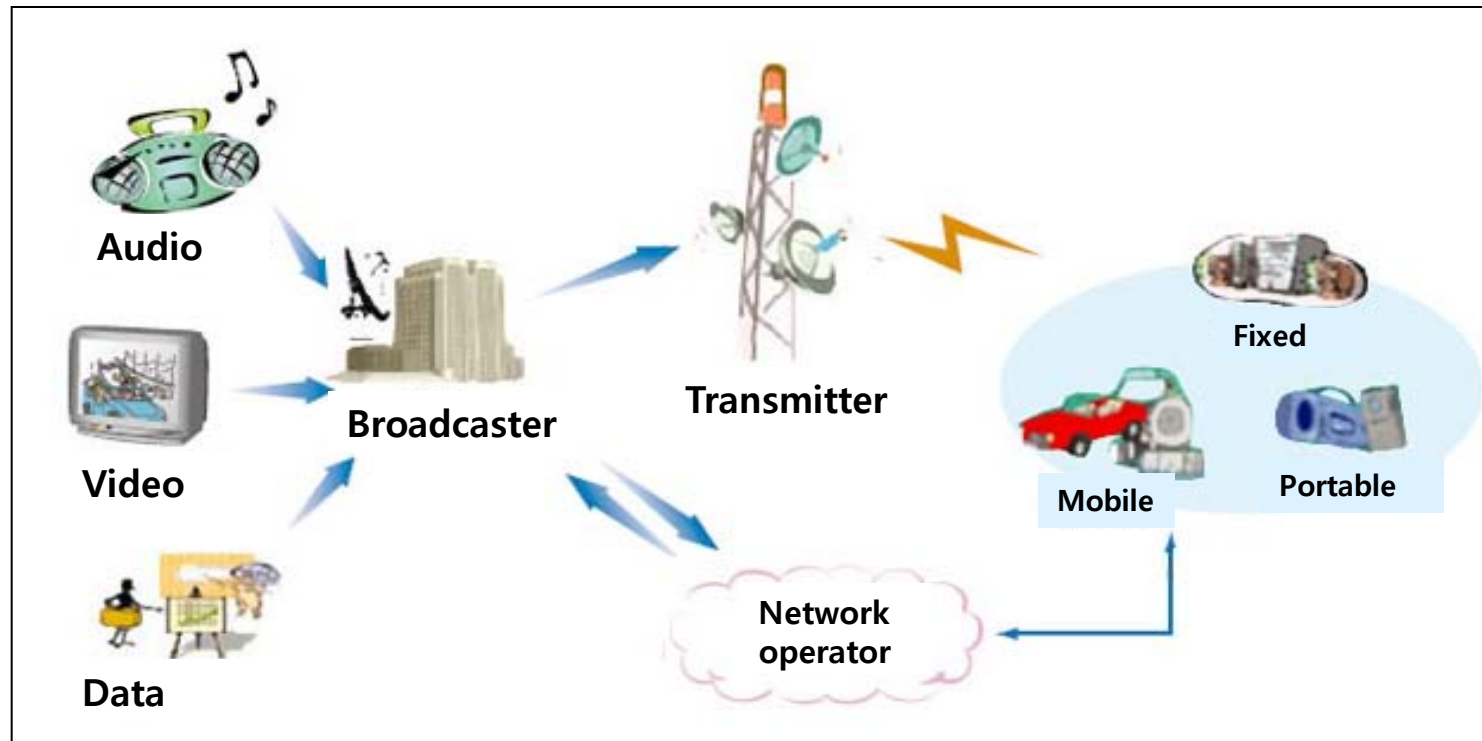 Audio
Video
Data
Broadcaster
Transmitter
Network
operator
Fixed
Mobile
Portable